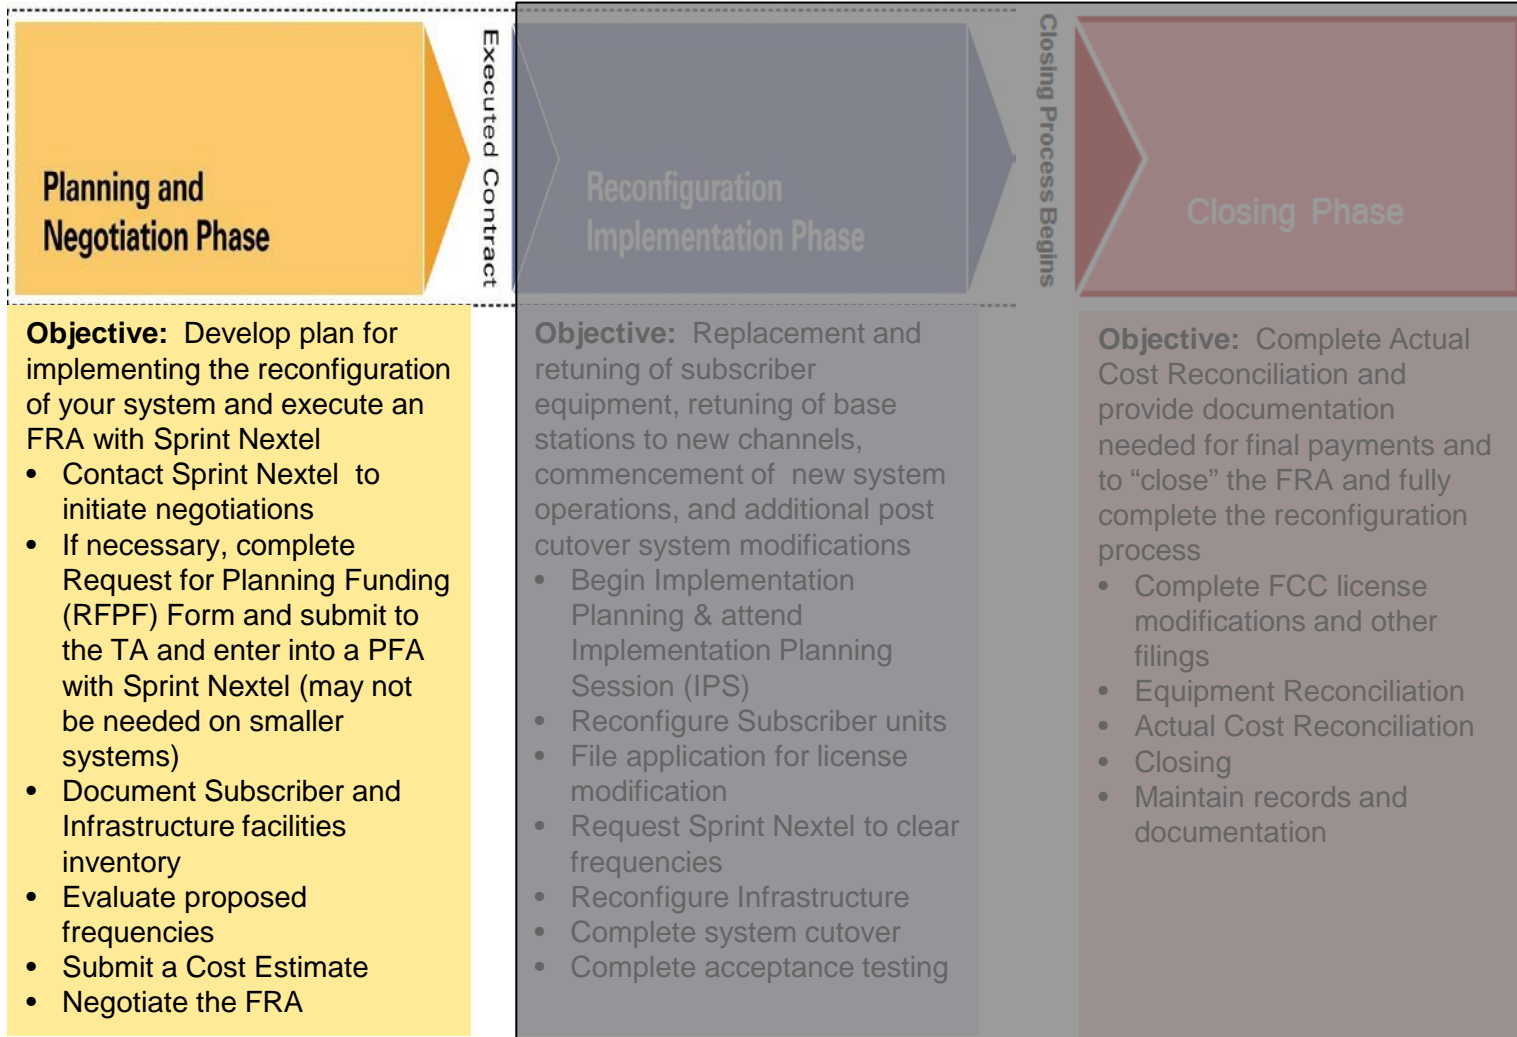 Planning and
Negotiation Phase
Executed Contract
Reconfiguration
Implementation Phase
Closing Process Begins
Closing Phase
Objective: Develop plan for
implementing the reconfiguration
of your system and execute an
FRA with Sprint Nextel
• Contact Sprint Nextel to
initiate negotiations
• If necessary, complete
Request for Planning Funding
(RFPF) Form and submit to
the TA and enter into a PFA
with Sprint Nextel (may not
be needed on smaller
systems)
• Document Subscriber and
Infrastructure facilities
inventory
• Evaluate proposed
frequencies
• Submit a Cost Estimate
• Negotiate the FRA
Objective: Replacement and
retuning of subscriber
equipment, retuning of base
stations to new channels,
commencement of new system
operations, and additional post
cutover system modifications
• Begin Implementation
Planning & attend
Implementation Planning
Session (IPS)
• Reconfigure Subscriber units
• File application for license
modification
• Request Sprint Nextel to clear
frequencies
• Reconfigure Infrastructure
• Complete system cutover
• Complete acceptance testing
Objective: Complete Actual
Cost Reconciliation and
provide documentation
needed for final payments and
to “close” the FRA and fully
complete the reconfiguration
process
• Complete FCC license
modifications and other
filings
• Equipment Reconciliation
• Actual Cost Reconciliation
• Closing
• Maintain records and
documentation